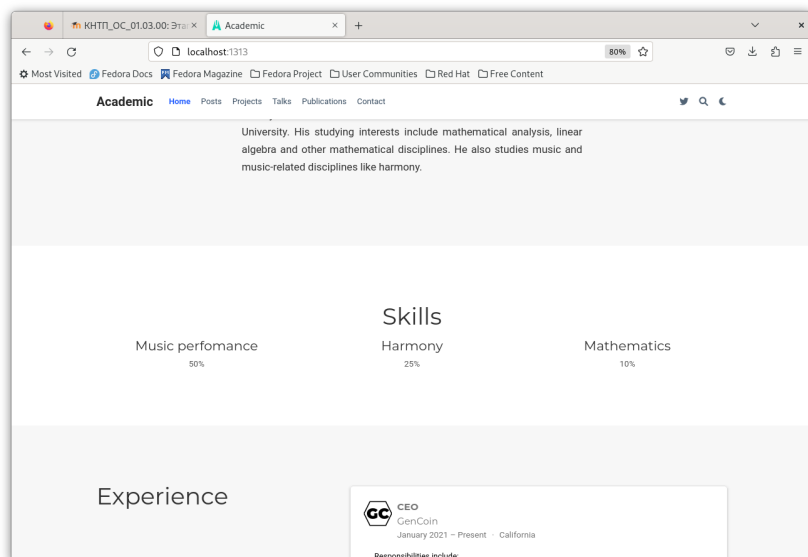 КНТП_ОС_01.03.00: Эта
Academic
localhost:1313
80%
Most Visited Fedora Docs Fedora Magazine Fedora Project User Communities Red Hat Free Content
Academic Home Posts Projects Talks Publications Contact
University. His studying interests include mathematical analysis, linear
algebra and other mathematical disciplines. He also studies music and
music-related disciplines like harmony.
Skills
Music perfomance Harmony Mathematics
50% 25% 10%
Experience
GC
CEO
GenCoin
January 2021 – Present · California
Responsibilities include: